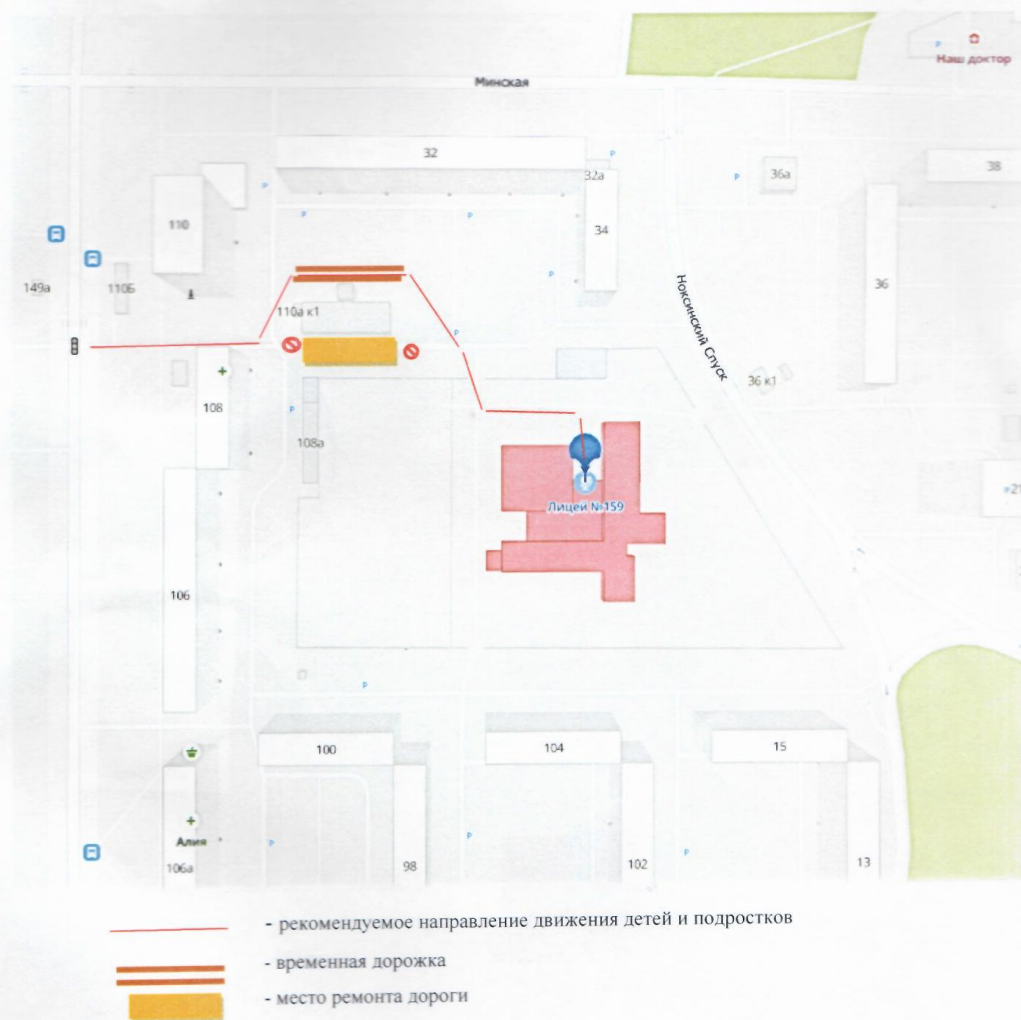 Наш доктор
Минская
32
38
32а
36а
110
34
149а
110Б
36
Ноксинский Спуск
110а к1
36 к1
108
108а
Лицей №159
106
100
104
15
Алия
106а
98
102
13
- рекомендуемое направление движения детей и подростков
- временная дорожка
- место ремонта дороги